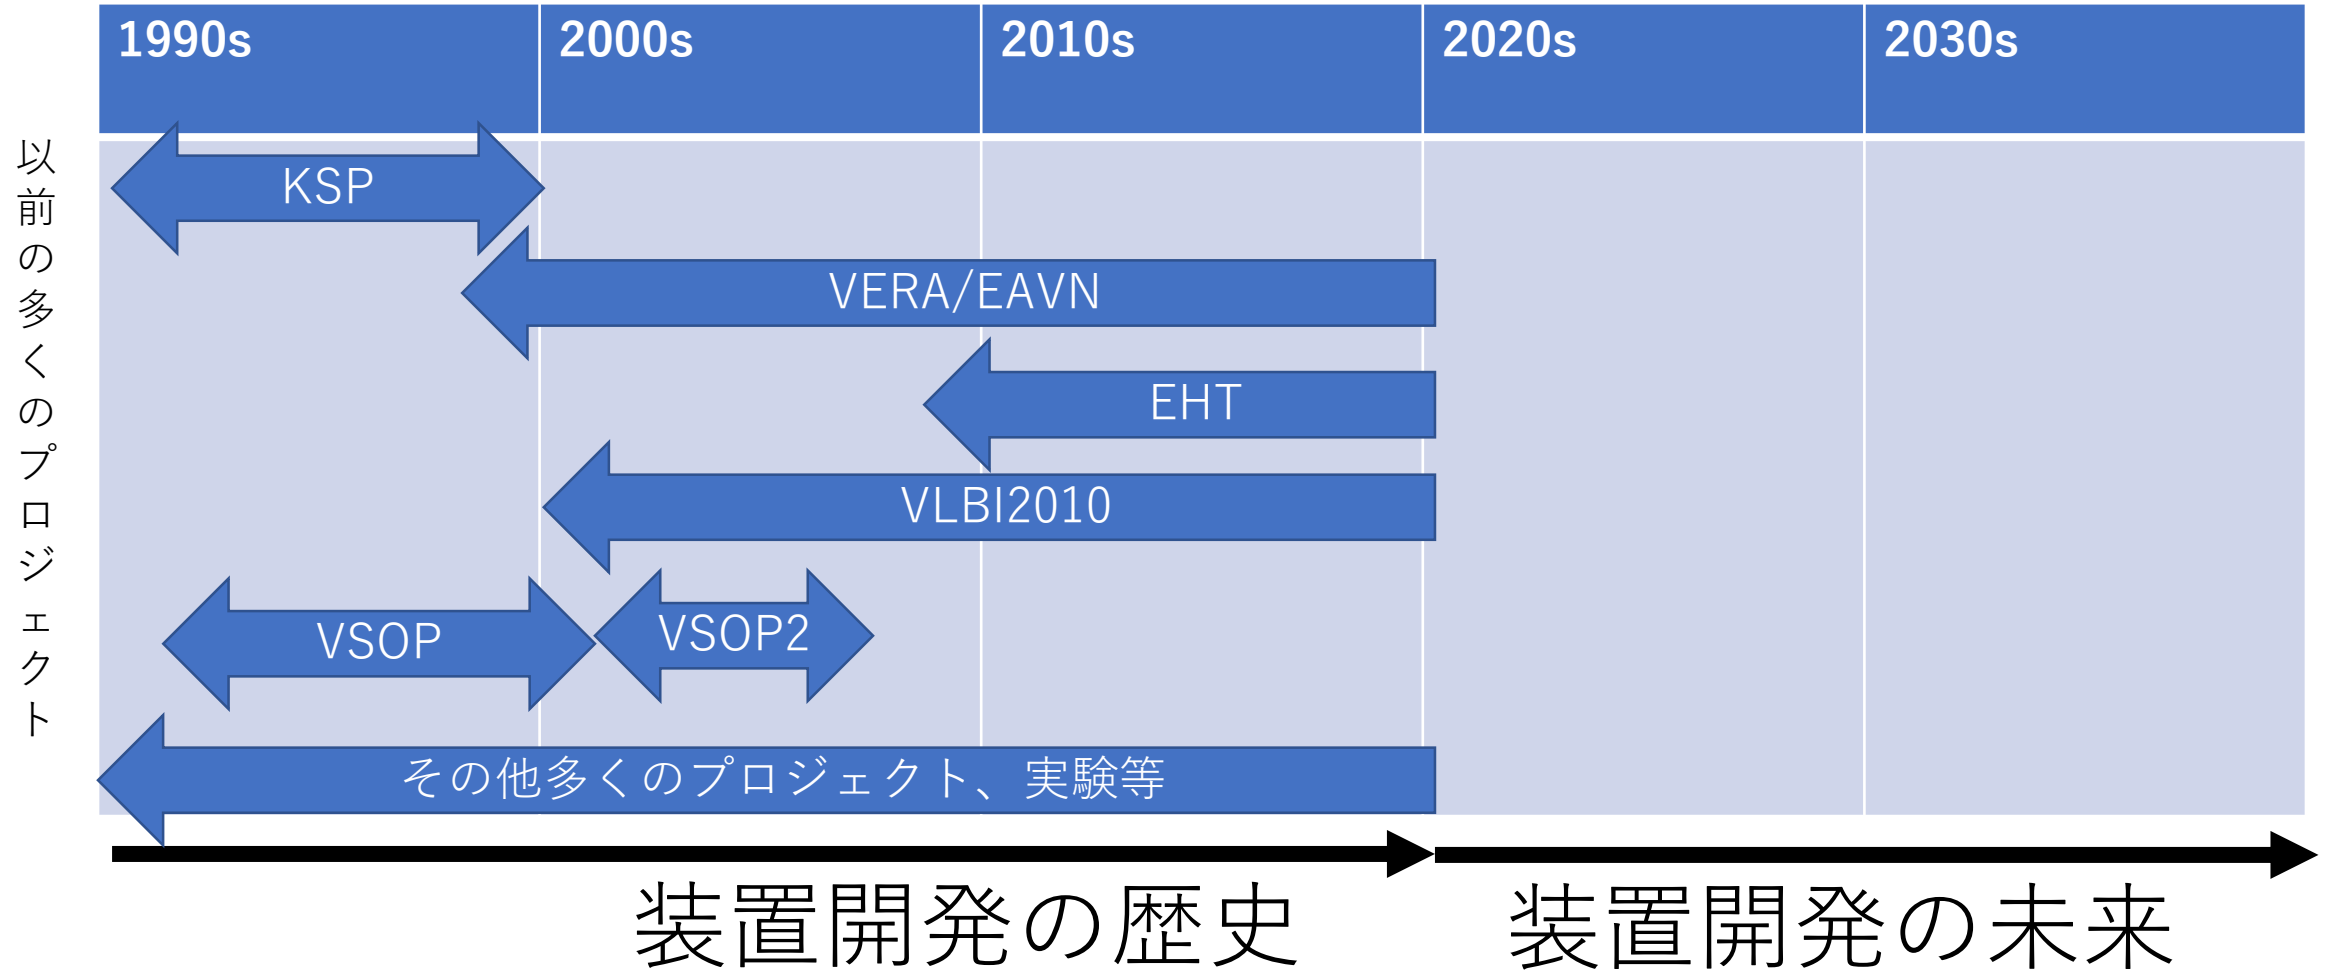 1990s 2000s 2010s 2020s 2030s
以前の多くのプロジェクト
KSP
VERA/EAVN
EHT
VLBI2010
VSOP VSOP2
その他多くのプロジェクト、実験等
装置開発の歴史 装置開発の未来